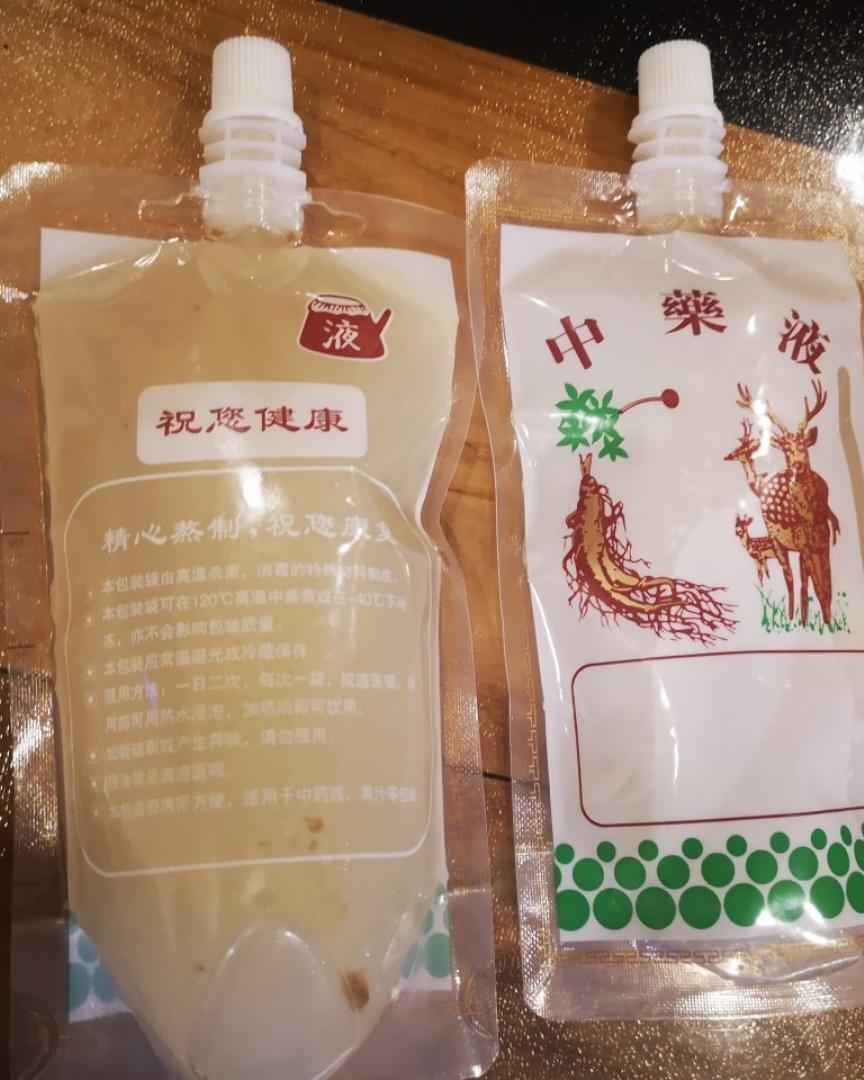 液
祝您健康
精心熬制，祝您康复
本包装袋由高温杀菌、消毒的特殊材料制成。
本包装袋可在120℃高温中蒸煮或在-40℃下冷
冻，亦不会影响包装质量。
本包装应常温避光或冷藏保存
服用方法：一日二次，每次一袋，或遵医嘱。服
用前可用热水浸泡，加热后即可饮用。
如袋破裂或产生异味，请勿服用。
遵医嘱
本包装袋携带方便，适用于中药液、果汁等包装
中藥液